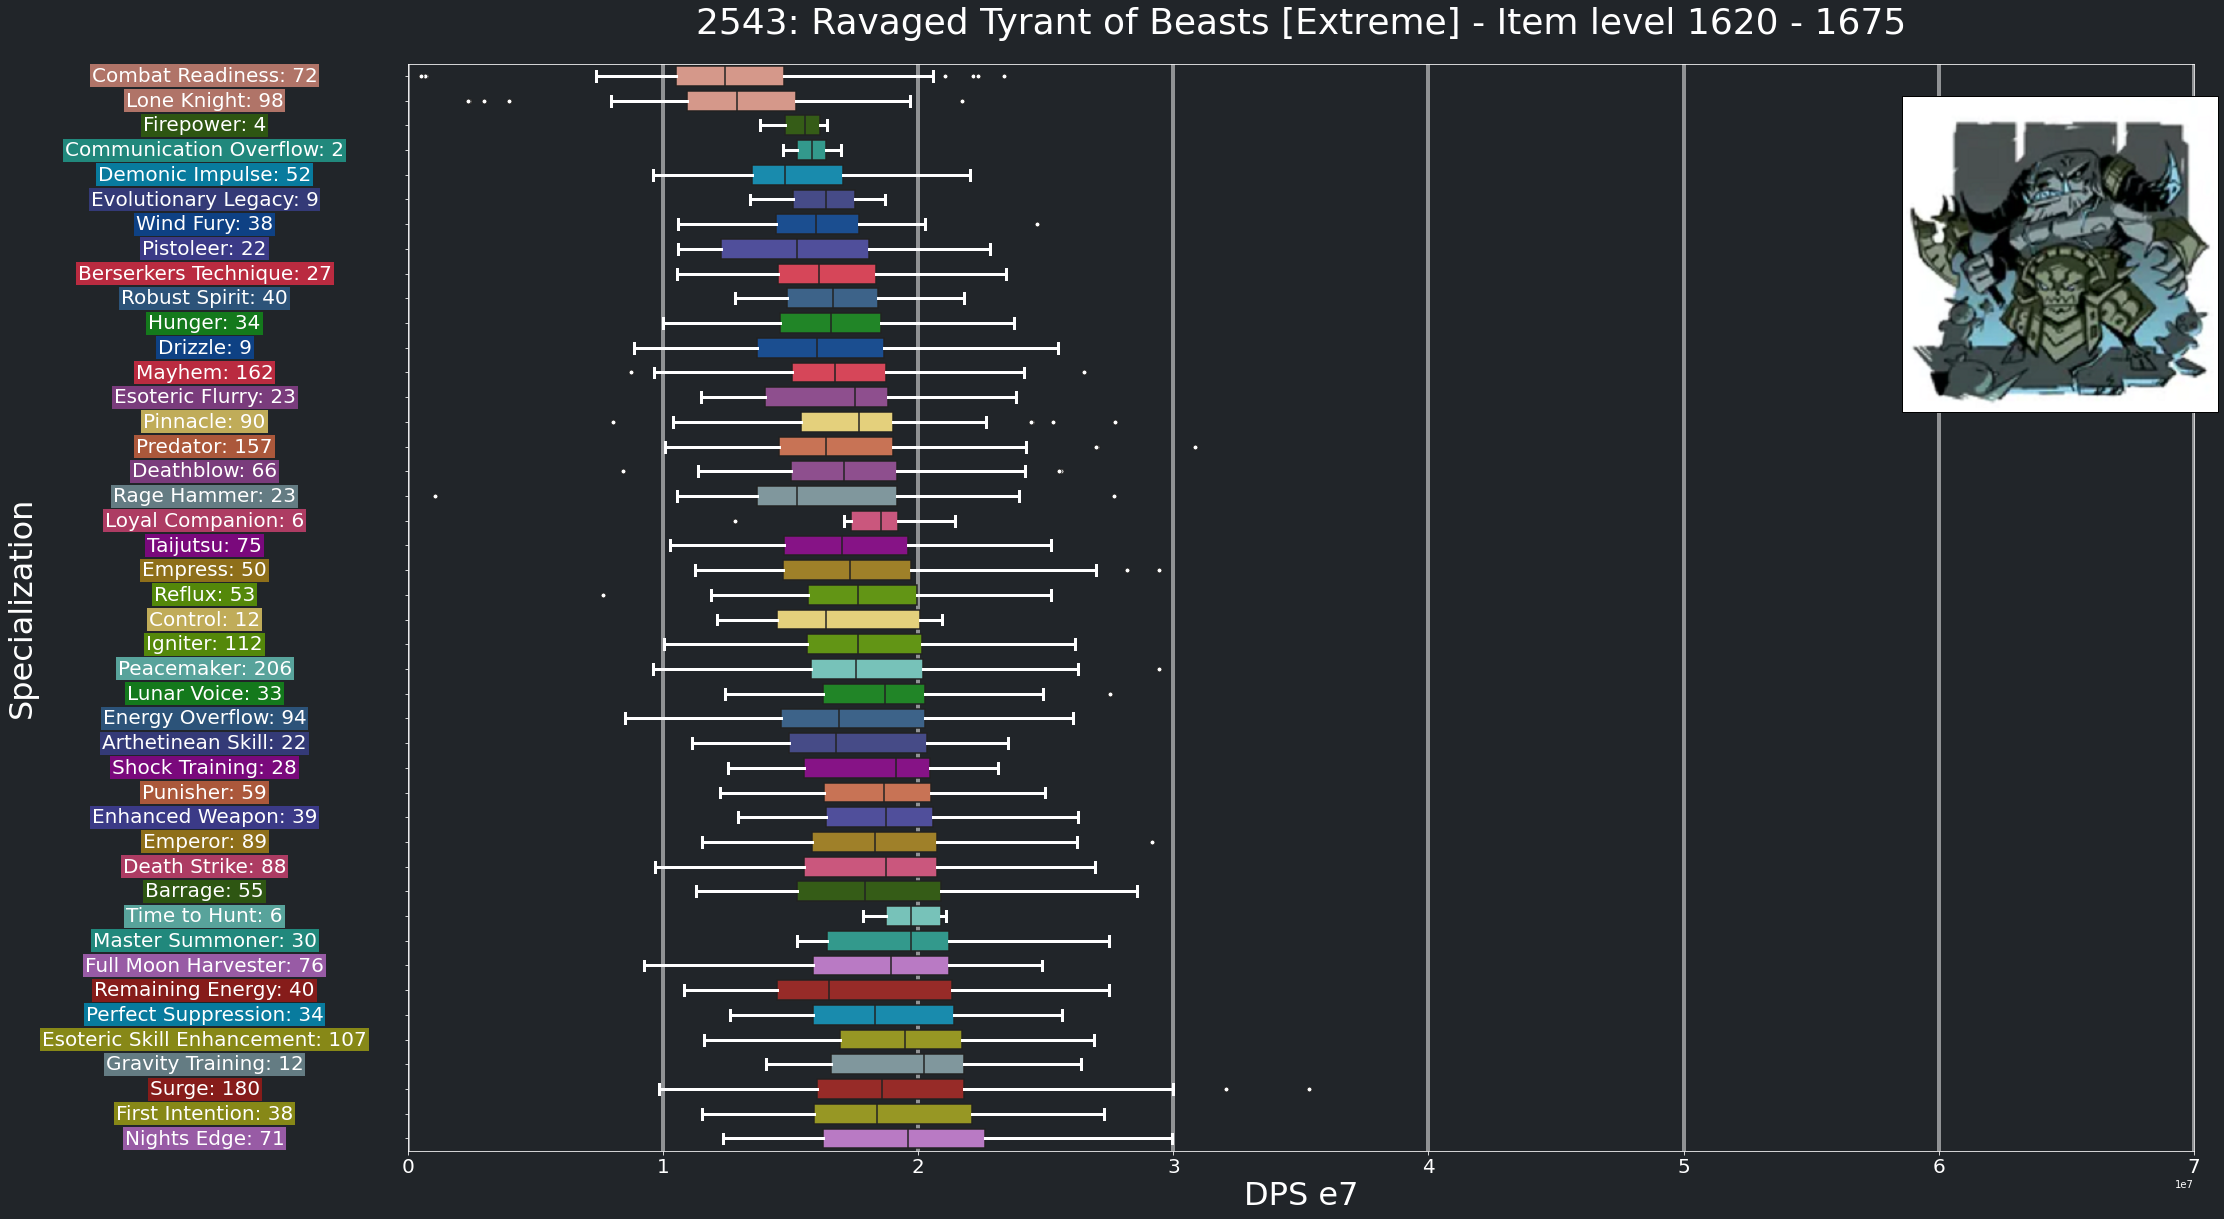 2543: Ravaged Tyrant of Beasts [Extreme] - Item level 1620 - 1675
Combat Readiness: 72
Lone Knight: 98
Firepower: 4
Communication Overflow: 2
Demonic Impulse: 52
Evolutionary Legacy: 9
Wind Fury: 38
Pistoleer: 22
Berserkers Technique: 27
Robust Spirit: 40
Hunger: 34
Drizzle: 9
Mayhem: 162
Esoteric Flurry: 23
Pinnacle: 90
Predator: 157
Deathblow: 66
Rage Hammer: 23
Loyal Companion: 6
Taijutsu: 75
Empress: 50
Reflux: 53
Control: 12
Igniter: 112
Peacemaker: 206
Lunar Voice: 33
Energy Overflow: 94
Arthetinean Skill: 22
Shock Training: 28
Punisher: 59
Enhanced Weapon: 39
Emperor: 89
Death Strike: 88
Barrage: 55
Time to Hunt: 6
Master Summoner: 30
Full Moon Harvester: 76
Remaining Energy: 40
Perfect Suppression: 34
Esoteric Skill Enhancement: 107
Gravity Training: 12
Surge: 180
First Intention: 38
Nights Edge: 71
Specialization
0 1 2 3 4 5 6 7
1e7
DPS e7